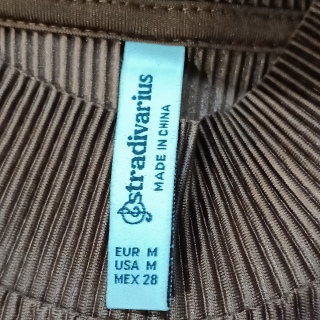 stradivarius
MADE IN CHINA
EUR M
USA M
MEX 28